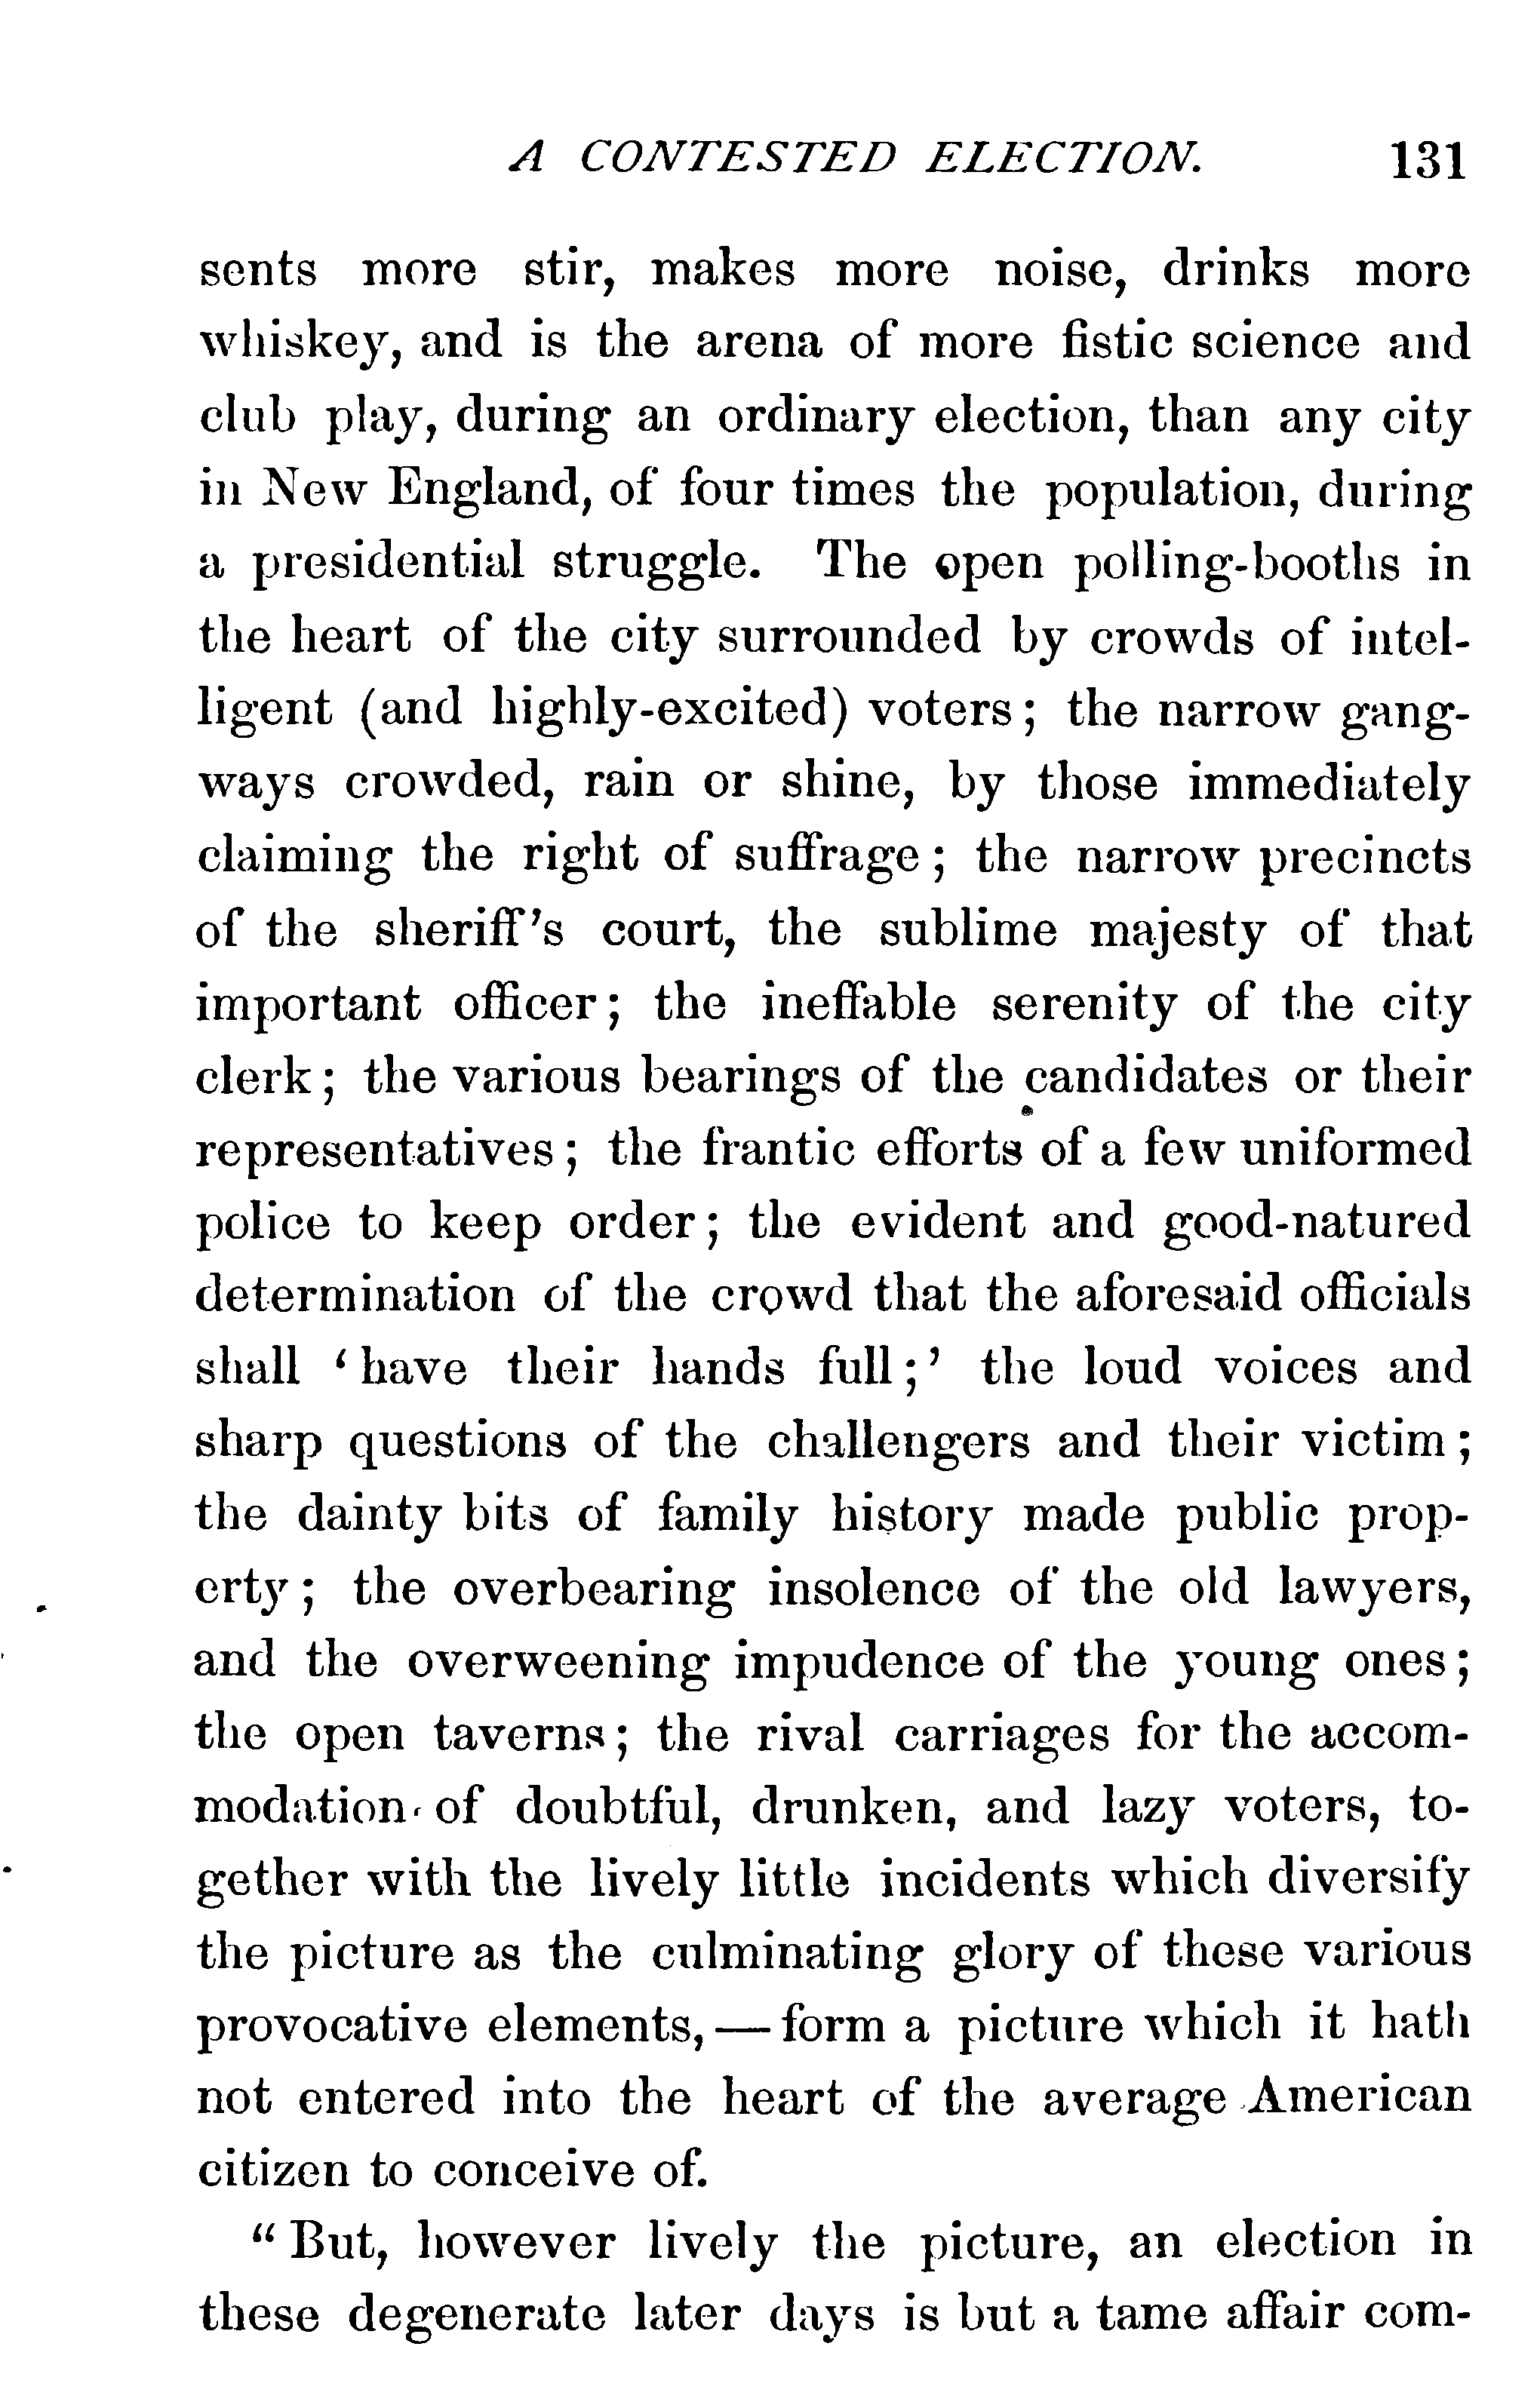 A CONTESTED ELECTION. 131
sents more stir, makes more noise, drinks more
whiskey, and is the arena of more fistic science and
club play, during an ordinary election, than any city
in New England, of four times the population, during
a presidential struggle. The open polling-booths in
the heart of the city surrounded by crowds of intel-
ligent (and highly-excited) voters; the narrow gang-
ways crowded, rain or shine, by those immediately
claiming the right of suffrage; the narrow precincts
of the sheriff's court, the sublime majesty of that
important officer; the ineffable serenity of the city
clerk; the various bearings of the candidates or their
representatives; the frantic efforts of a few uniformed
police to keep order; the evident and good-natured
determination of the crowd that the aforesaid officials
shall ‘have their hands full;’ the loud voices and
sharp questions of the challengers and their victim;
the dainty bits of family history made public prop-
erty; the overbearing insolence of the old lawyers,
and the overweening impudence of the young ones;
the open taverns; the rival carriages for the accom-
modation of doubtful, drunken, and lazy voters, to-
gether with the lively little incidents which diversify
the picture as the culminating glory of these various
provocative elements,—form a picture which it hath
not entered into the heart of the average American
citizen to conceive of.
“But, however lively the picture, an election in
these degenerate later days is but a tame affair com-